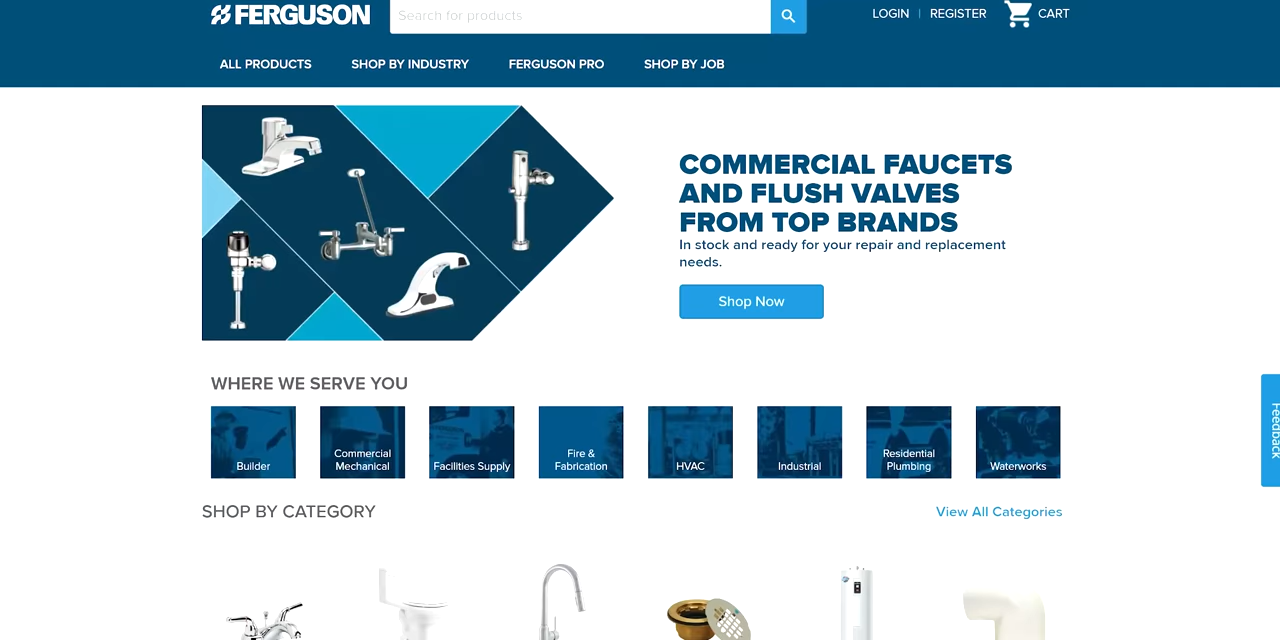 FERGUSON
Search for products
LOGIN | REGISTER
CART
ALL PRODUCTS
SHOP BY INDUSTRY
FERGUSON PRO
SHOP BY JOB
COMMERCIAL FAUCETS
AND FLUSH VALVES
FROM TOP BRANDS
In stock and ready for your repair and replacement
needs.
Shop Now
WHERE WE SERVE YOU
Builder
Commercial
Mechanical
Facilities Supply
Fire &
Fabrication
HVAC
Industrial
Residential
Plumbing
Waterworks
SHOP BY CATEGORY
View All Categories
Feedback